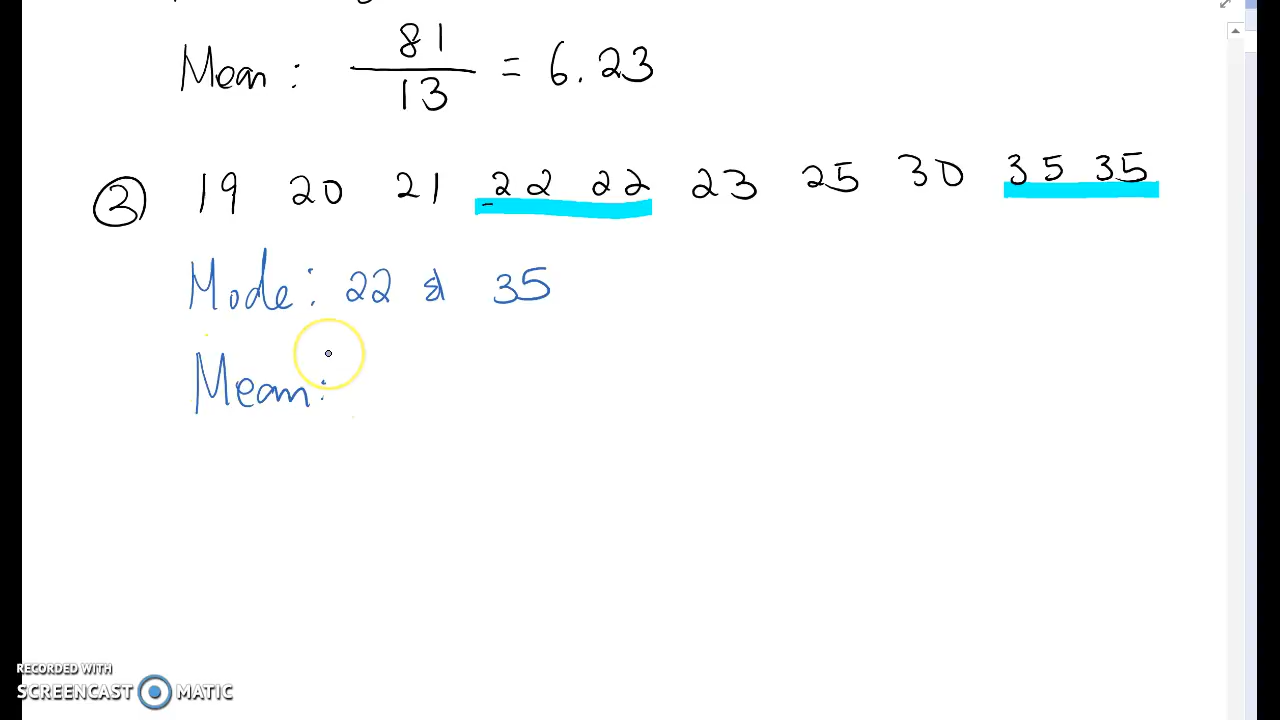 Mean: 81/13 = 6.23
② 19 20 21 22 22 23 25 30 35 35
Mode: 22 & 35
Mean:
RECORDED WITH
SCREENCAST MATIC